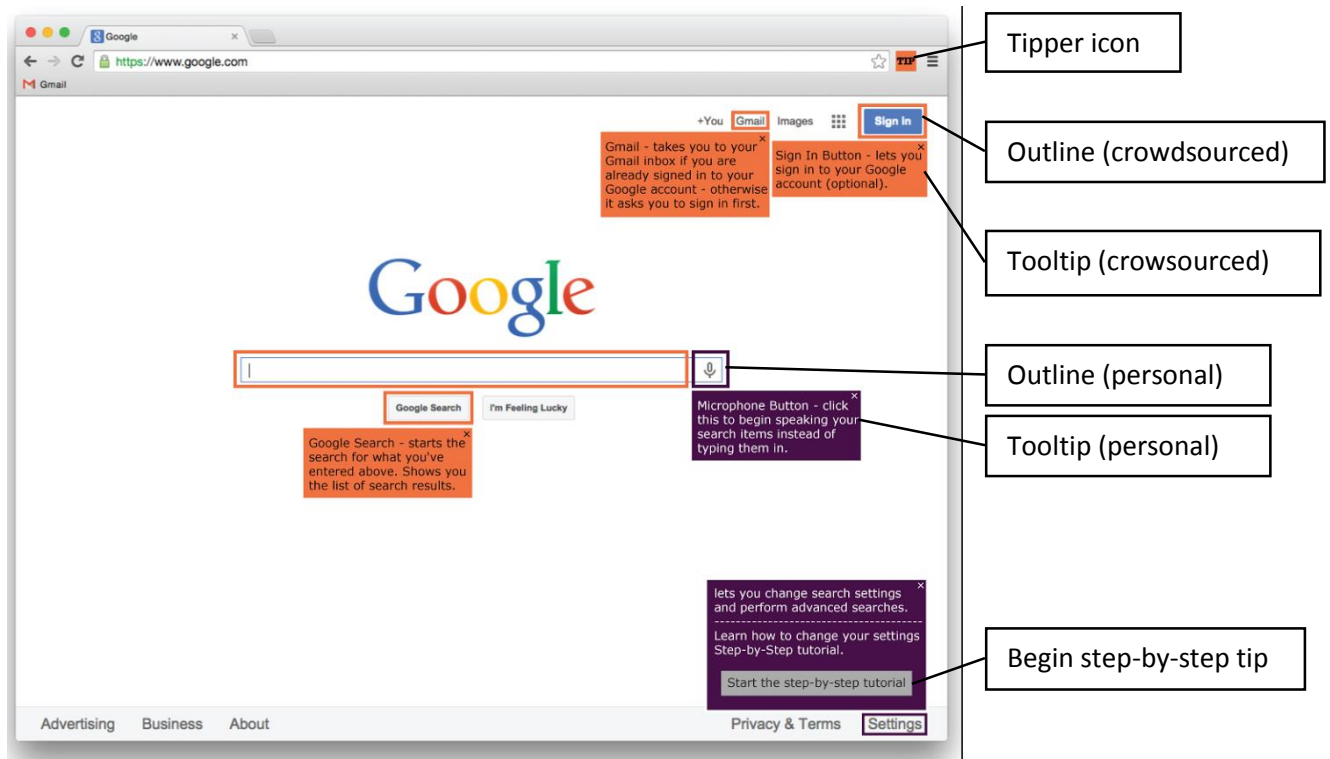 Google
https://www.google.com
TIP
Gmail
+You Gmail Images Sign in
Gmail - takes you to your
Gmail inbox if you are
already signed in to your
Google account - otherwise
it asks you to sign in first.
Sign In Button - lets you
sign in to your Google
account (optional).
Google
Google Search
I'm Feeling Lucky
Google Search - starts the
search for what you've
entered above. Shows you
the list of search results.
Microphone Button - click
this to begin speaking your
search items instead of
typing them in.
lets you change search settings
and perform advanced searches.
Learn how to change your settings
Step-by-Step tutorial.
Start the step-by-step tutorial
Advertising Business About Privacy & Terms Settings
Tipper icon
Outline (crowdsourced)
Tooltip (crowsourced)
Outline (personal)
Tooltip (personal)
Begin step-by-step tip